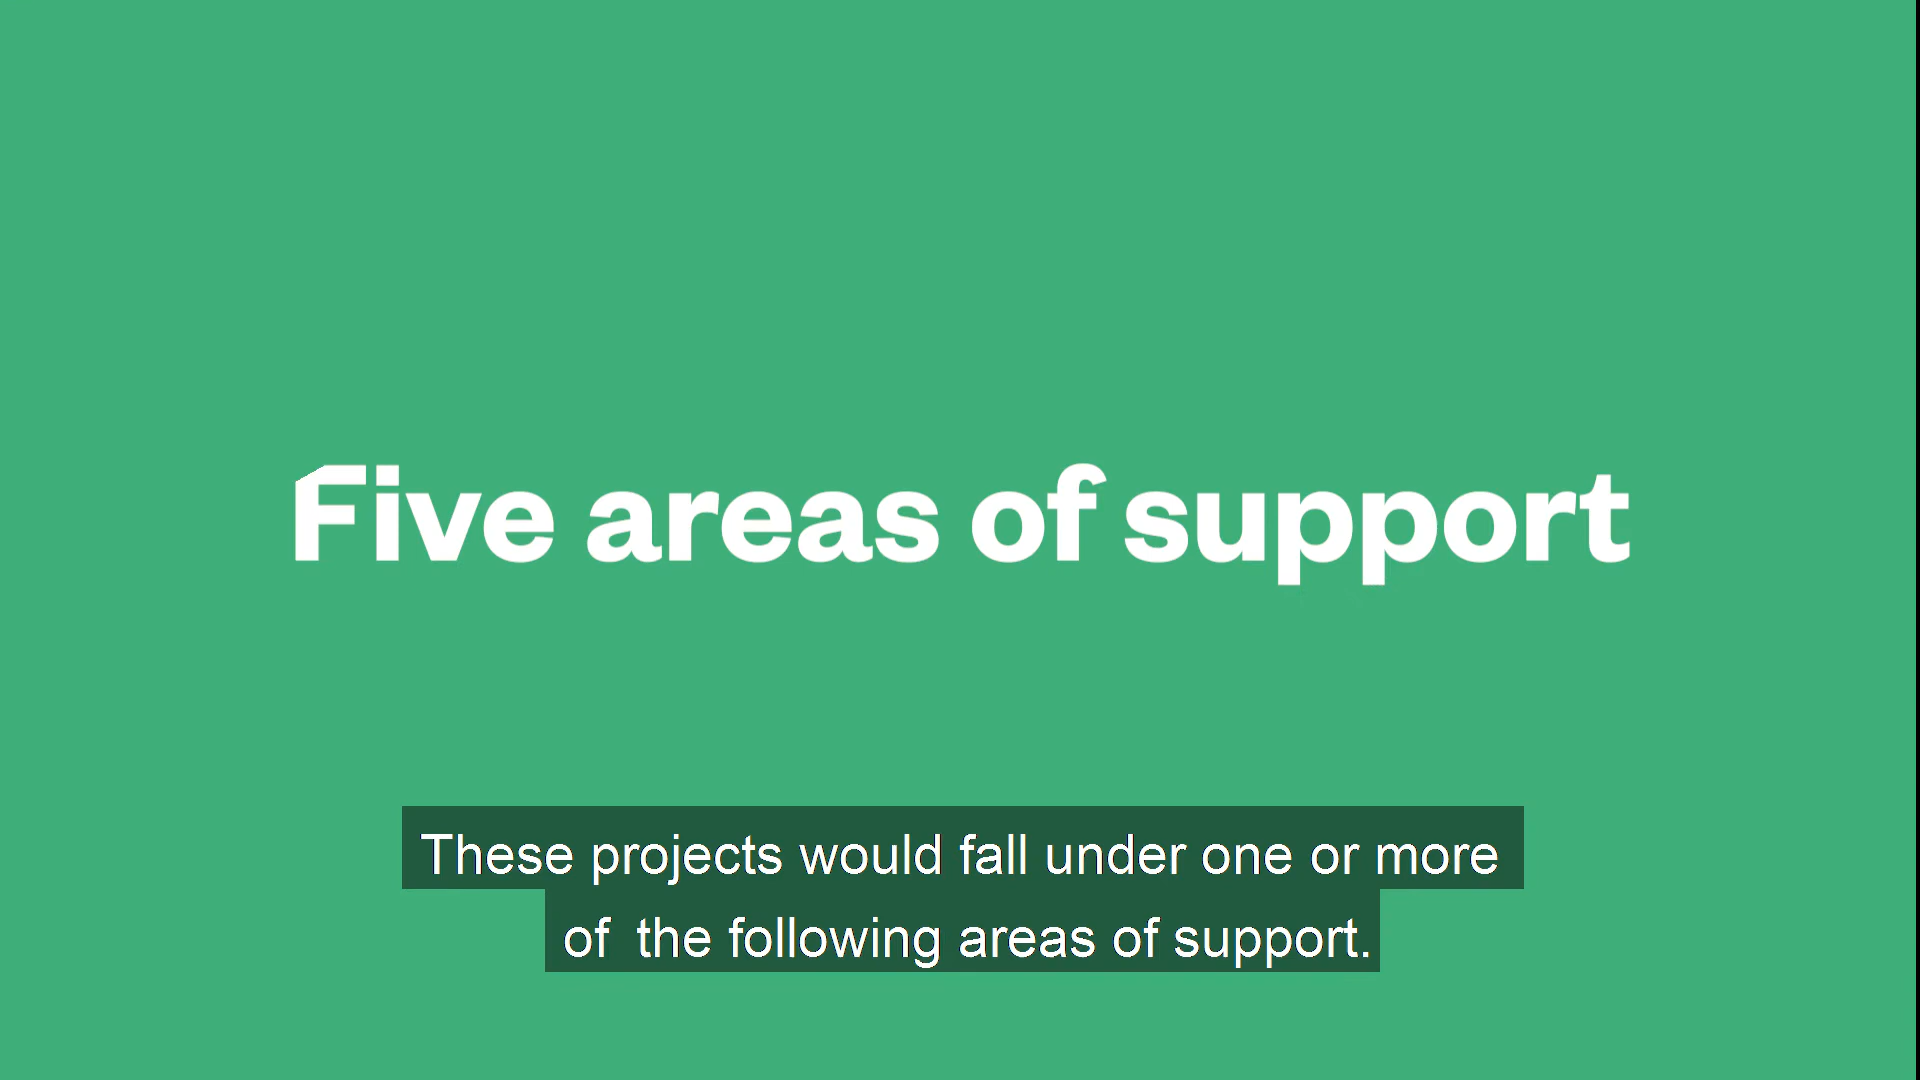 Five areas of support
These projects would fall under one or more
of the following areas of support.